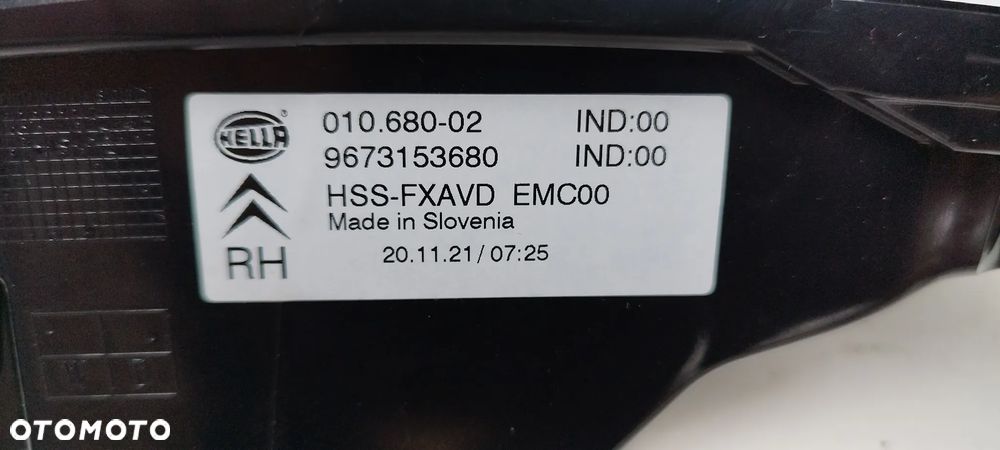 HELLA ®
010.680-02 IND:00
9673153680 IND:00
HSS-FXAVD EMC00
Made in Slovenia
RH
20.11.21/07:25
OTOMOTO